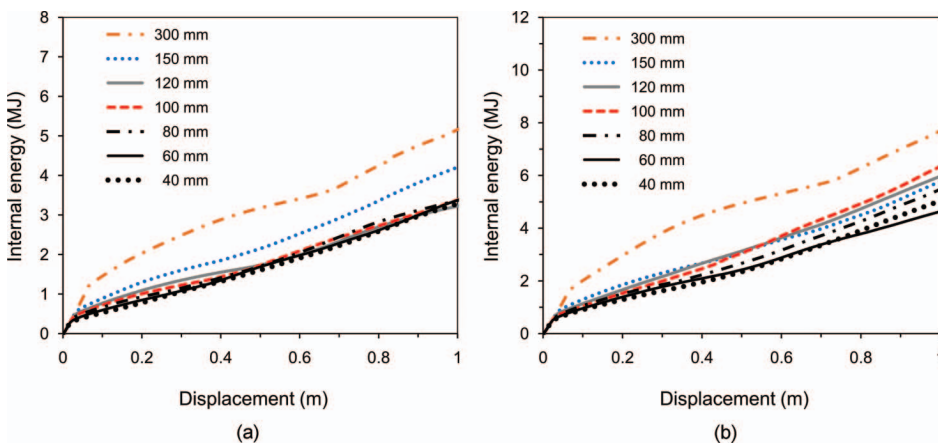 8
7
6
5
4
3
2
1
0
Internal energy (MJ)
300 mm
150 mm
120 mm
100 mm
80 mm
60 mm
40 mm
0 0.2 0.4 0.6 0.8 1
Displacement (m)
(a)
12
10
8
6
4
2
0
Internal energy (MJ)
300 mm
150 mm
120 mm
100 mm
80 mm
60 mm
40 mm
0 0.2 0.4 0.6 0.8 1
Displacement (m)
(b)